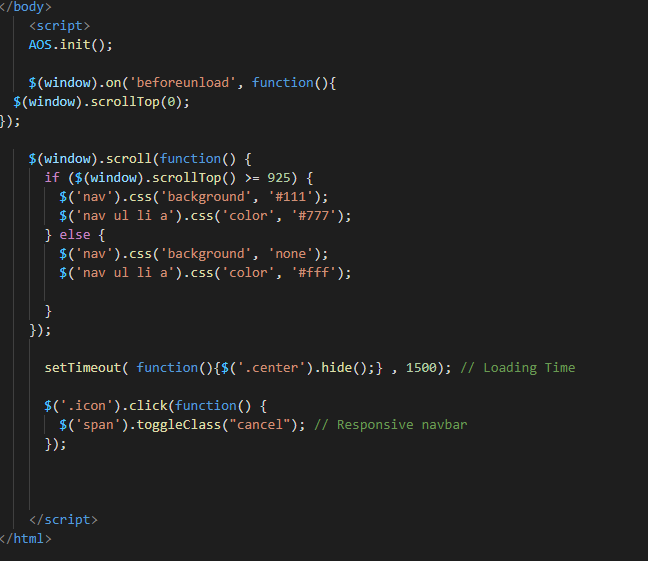 </body>
<script>
AOS.init();
$(window).on('beforeunload', function(){
$(window).scrollTop(0);
});
$(window).scroll(function() {
if ($(window).scrollTop() >= 925) {
$('nav').css('background', '#111');
$('nav ul li a').css('color', '#777');
} else {
$('nav').css('background', 'none');
$('nav ul li a').css('color', '#fff');
}
});
setTimeout( function(){$('.center').hide();} , 1500); // Loading Time
$('.icon').click(function() {
$('span').toggleClass("cancel"); // Responsive navbar
});
</script>
</html>